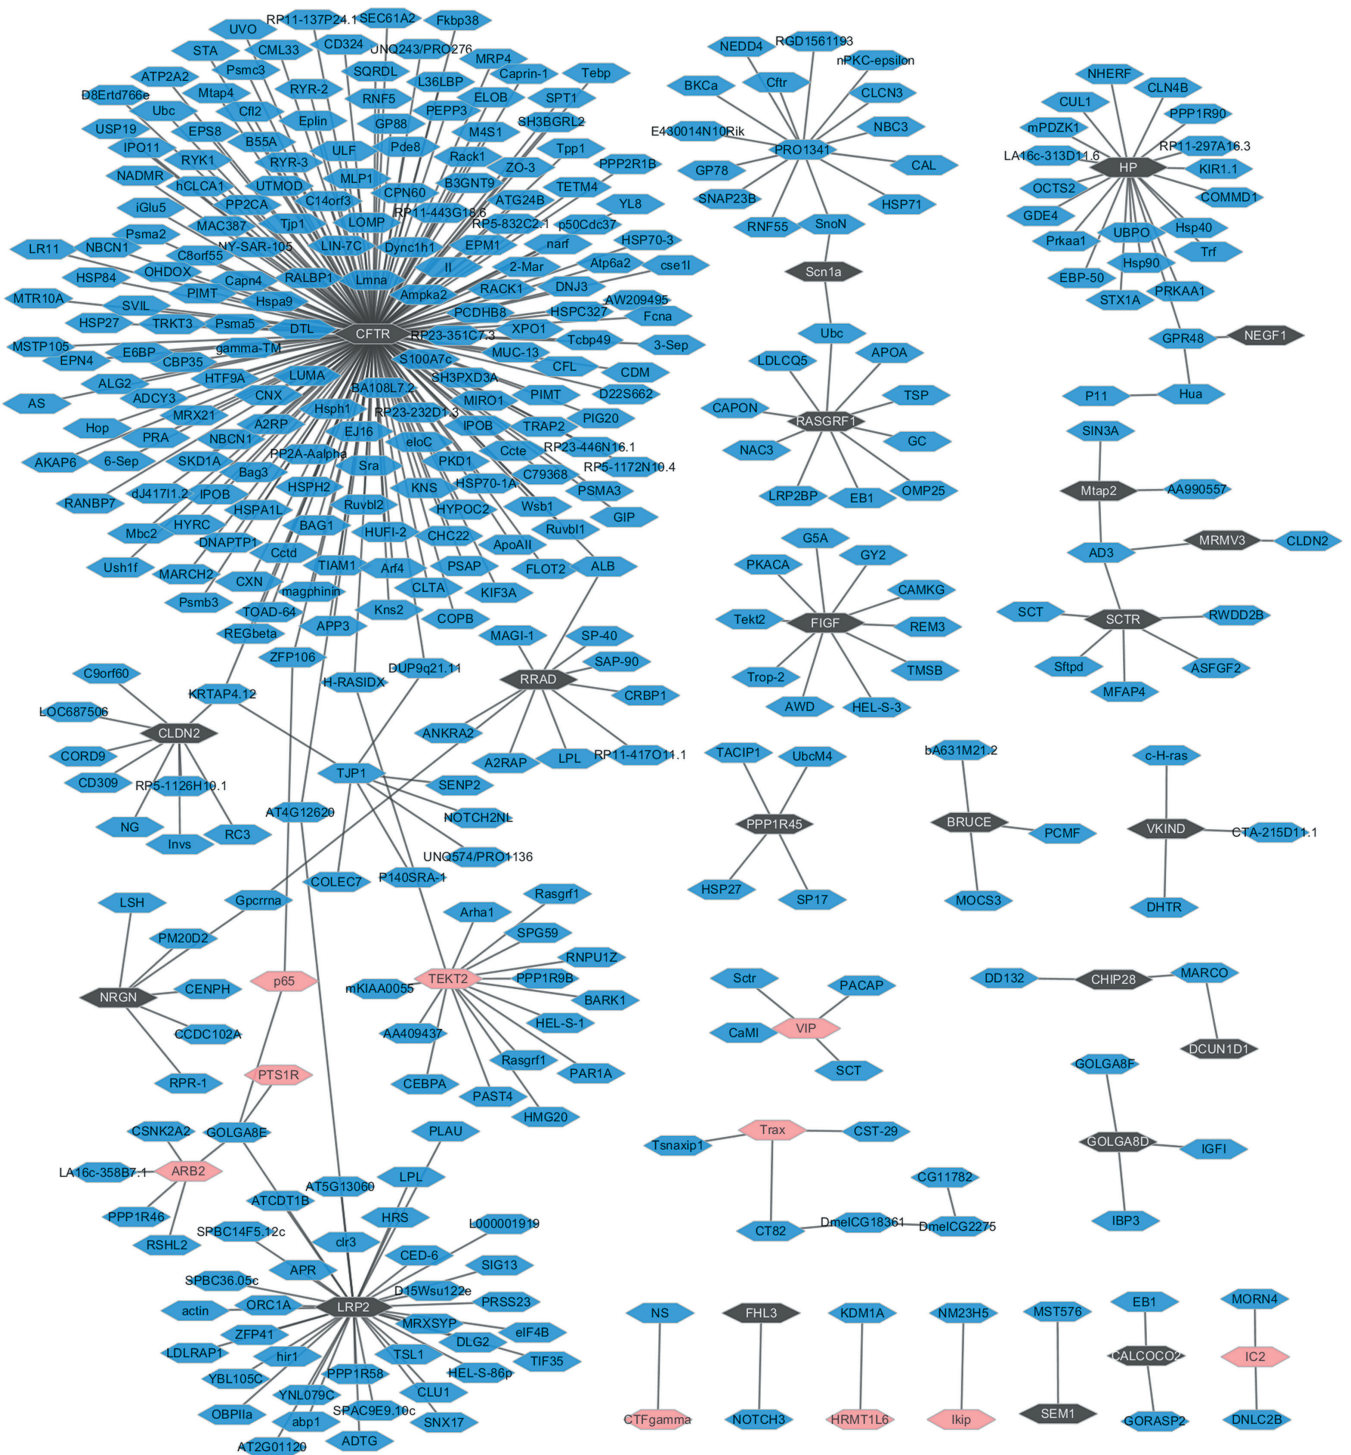 RP11-137P24.1
SEC61A2
Fkbp38
UVO
CML33
CD324
UNQ243/PRO276
STA
Psmc3
SQRDL
MRP4
Caprin-1
Tebp
ATP2A2
RYR-2
L36LBP
ELOB
SPT1
D8Ertd766e
Mtap4
Cfl2
RNF5
PEPP3
Ubc
Eplin
GP88
M4S1
SH3BGRL2
USP19
EPS8
B55A
ULF
Pde8
Rack1
Tpp1
IPO11
RYK1
RYR-3
MLP1
ZO-3
PPP2R1B
NADMR
hCLCA1
UTMOD
CPN60
B3GNT9
TETM4
iGlu5
PP2CA
C14orf3
RP11-443G18.6
ATG24B
YL8
MAC387
Tjp1
LOMP
RP5-832C2.1
p50Cdc37
Psma2
NY-SAR-105
LIN-7C
Dync1h1
EPM1
narf
HSP70-3
LR11
NBCN1
C8orf55
II
2-Mar
Atp6a2
cse1l
OHDOX
Capn4
RALBP1
Lmna
Ampka2
RACK1
DNJ3
HSP84
PIMT
Hspa9
PCDHB8
HSPC327
AW209495
MTR10A
SVIL
Fcna
HSP27
TRKT3
Psma5
DTL
CFTR
RP23-351C7.3
XPO1
Tcbp49
3-Sep
MSTP105
E6BP
gamma-TM
S100A7c
MUC-13
EPN4
CBP35
CFL
CDM
ALG2
HTF9A
LUMA
BA108L7.2
SH3PXD3A
PIMT
D22S662
AS
ADCY3
CNX
MIRO1
MRX21
Hsph1
RP23-232D1.3
PIG20
Hop
A2RP
EJ16
IPOB
TRAP2
PRA
NBCN1
eloC
RP23-446N16.1
AKAP6
6-Sep
SKD1A
PP2A-Aalpha
Sra
PKD1
Ccte
RP5-1172N10.4
RANBP7
dJ417I1.2
Bag3
HSPH2
KNS
HSP70-1A
C79368
PSMA3
IPOB
Ruvbl2
HYPOC2
Wsb1
GIP
HYRC
HSPA1L
BAG1
HUFI-2
CHC22
Ruvbl1
Mbc2
DNAPTP1
Cctd
ApoAII
Ush1f
MARCH2
TIAM1
Arf4
PSAP
FLOT2
ALB
CXN
magphinin
CLTA
KIF3A
Psmb3
TOAD-64
Kns2
COPB
REGbeta
APP3
ZFP106
DUP9q21.11
H-RASIDX
KRTAP4.12
MAGI-1
SP-40
SAP-90
RRAD
CRBP1
ANKRA2
A2RAP
LPL
RP11-417O11.1
C9orf60
LOC687506
CLDN2
CORD9
CD309
RP5-1126H10.1
NG
Invs
RC3
TJP1
SENP2
AT4G12620
NOTCH2NL
UNQ574/PRO1136
COLEC7
P140SRA-1
Gpcrrna
LSH
PM20D2
NRGN
CENPH
CCDC102A
RPR-1
p65
PTS1R
GOLGA8E
Arha1
Rasgrf1
SPG59
RNPU1Z
TEKT2
PPP1R9B
mKIAA0055
BARK1
HEL-S-1
AA409437
Rasgrf1
PAR1A
CEBPA
PAST4
HMG20
CSNK2A2
LA16c-358B7.1
ARB2
PPP1R46
RSHL2
PLAU
LPL
AT5G13060
ATCDT1B
HRS
L000001919
SPBC14F5.12c
clr3
CED-6
SIG13
APR
SPBC36.05c
D15Wsu122e
PRSS23
actin
ORC1A
LRP2
MRXSYP
eIF4B
ZFP41
DLG2
LDLRAP1
hir1
TSL1
TIF35
YBL105C
PPP1R58
HEL-S-86p
YNL079C
CLU1
OBPIIa
abp1
SPAC9E9.10c
SNX17
AT2G01120
ADTG
NEDD4
RGD1561193
nPKC-epsilon
BKCa
Cftr
CLCN3
E430014N10Rik
NBC3
PRO1341
CAL
GP78
SNAP23B
HSP71
RNF55
SnoN
Scn1a
Ubc
LDLCQ5
APOA
TSP
CAPON
RASGRF1
GC
NAC3
OMP25
LRP2BP
EB1
G5A
PKACA
GY2
CAMKG
Tekt2
FIGF
REM3
Trop-2
TMSB
AWD
HEL-S-3
NHERF
CLN4B
CUL1
PPP1R90
mPDZK1
RP11-297A16.3
LA16c-313D11.6
HP
KIR1.1
OCTS2
COMMD1
GDE4
Hsp40
Prkaa1
UBPO
Trf
EBP-50
Hsp90
STX1A
PRKAA1
GPR48
NEGF1
P11
Hua
SIN3A
Mtap2
AA990557
AD3
MRMV3
CLDN2
SCT
SCTR
RWDD2B
Sftpd
ASFGF2
MFAP4
TACIP1
UbcM4
PPP1R45
HSP27
SP17
bA631M21.2
BRUCE
PCMF
MOCS3
c-H-ras
VKIND
CTA-215D11.1
DHTR
Sctr
PACAP
CaMI
VIP
SCT
DD132
CHIP28
MARCO
DCUN1D1
GOLGA8F
GOLGA8D
IGFI
IBP3
Trax
Tsnaxip1
CST-29
CG11782
CT82
DmelCG18361
DmelCG2275
NS
CTFgamma
FHL3
NOTCH3
KDM1A
HRMT1L6
NM23H5
Ikip
MST576
SEM1
EB1
CALCOCO2
GORASP2
MORN4
IC2
DNLC2B